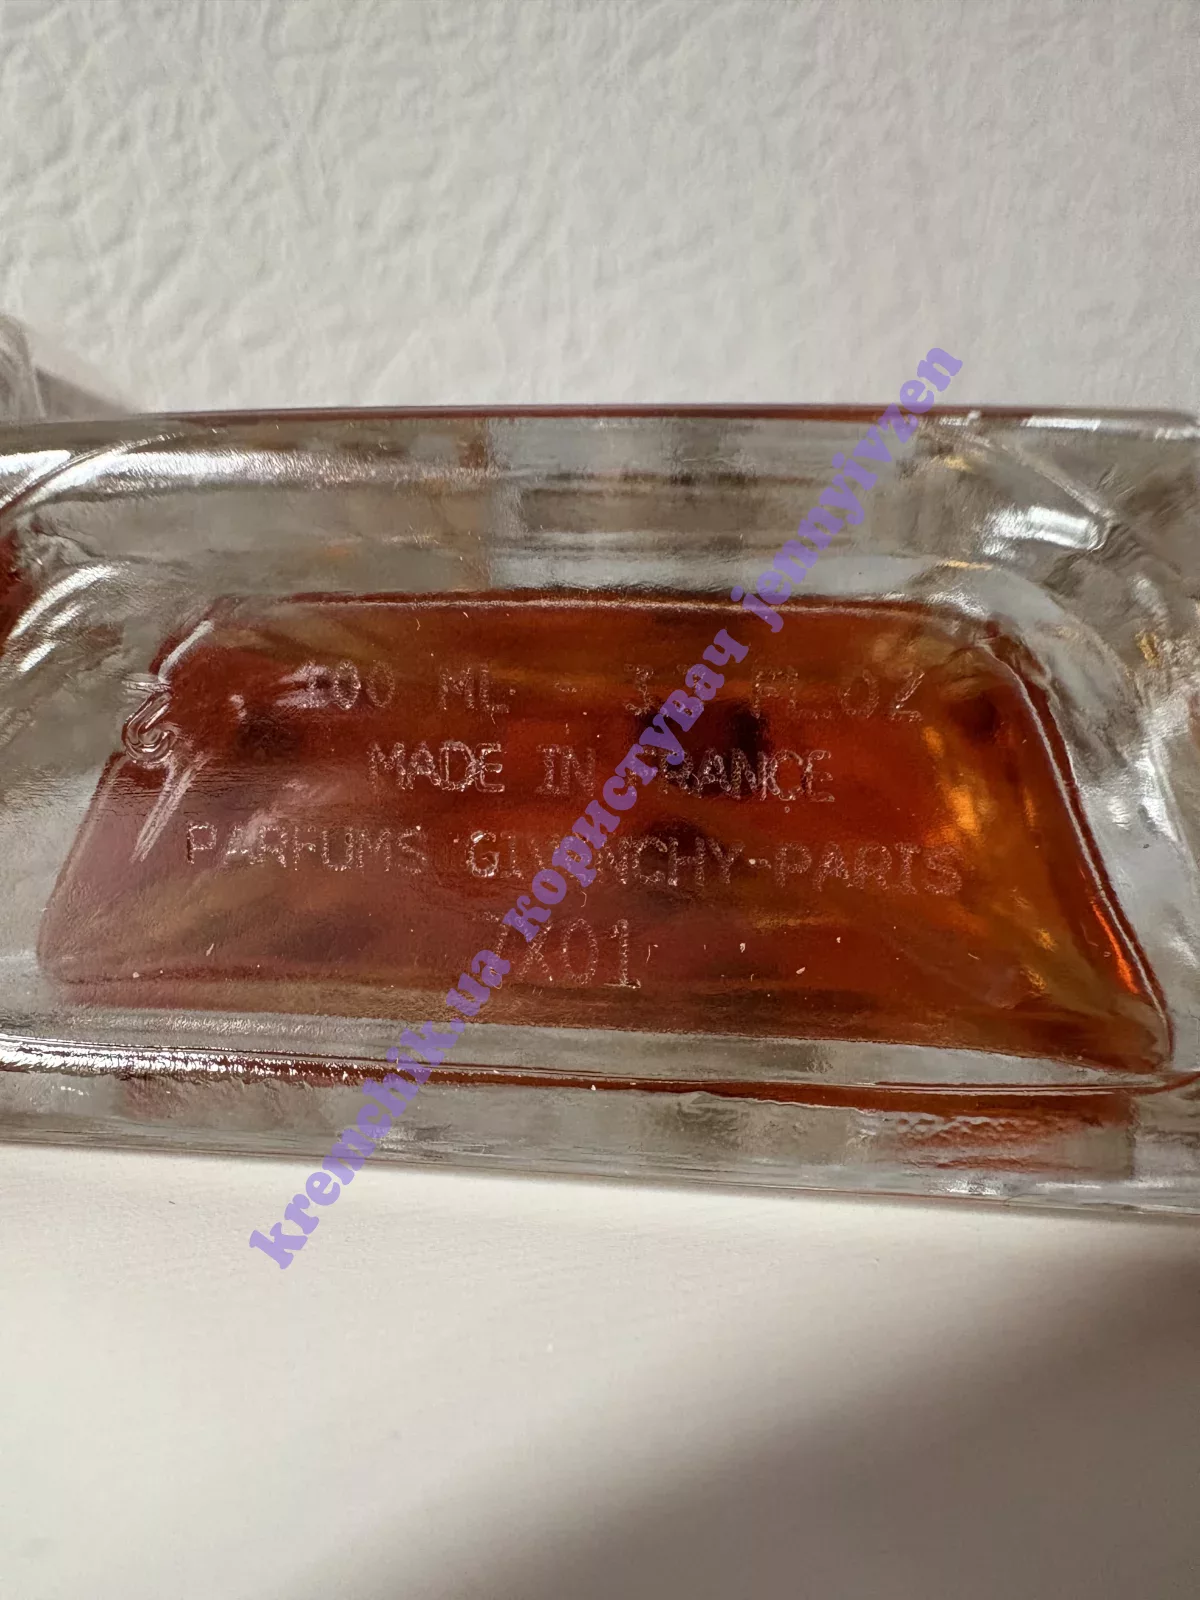 100 ML - 3.3 FL.OZ
MADE IN FRANCE
PARFUMS GIVENCHY-PARIS
kremchik.ua користувач jennyivzen